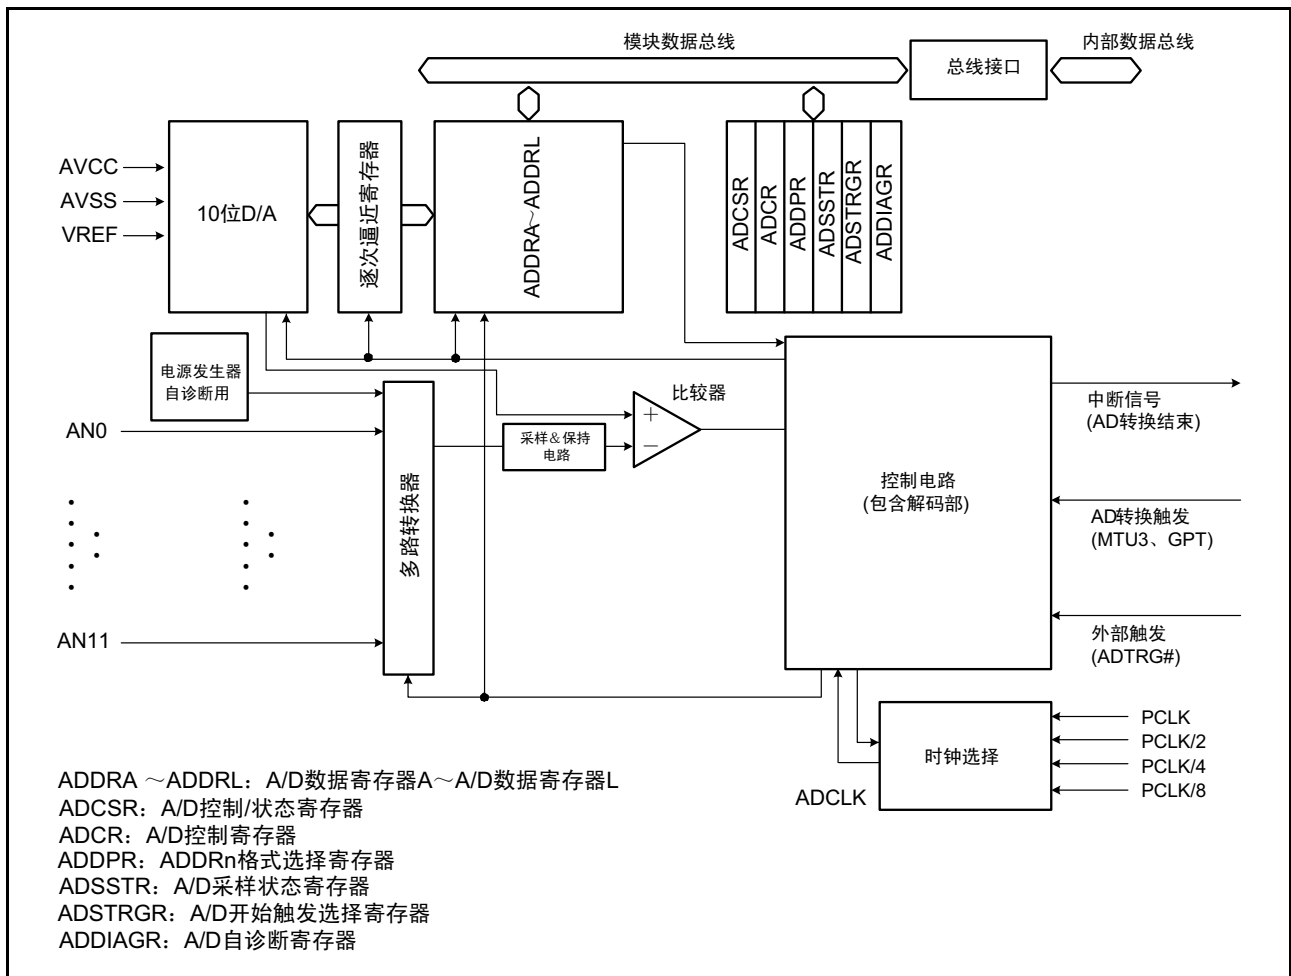 模块数据总线
内部数据总线
总线接口
AVCC
AVSS
VREF
10位D/A
逐次逼近寄存器
ADDRA～ADDRL
ADCSR
ADCR
ADDPR
ADSSTR
ADSTRGR
ADDIAGR
电源发生器
自诊断用
AN0
AN11
多路转换器
采样＆保持
电路
比较器
＋
－
控制电路
(包含解码部)
中断信号
(AD转换结束)
AD转换触发
(MTU3、GPT)
外部触发
(ADTRG#)
时钟选择
ADCLK
PCLK
PCLK/2
PCLK/4
PCLK/8
ADDRA ～ADDRL：A/D数据寄存器A～A/D数据寄存器L
ADCSR：A/D控制/状态寄存器
ADCR：A/D控制寄存器
ADDPR：ADDRn格式选择寄存器
ADSSTR：A/D采样状态寄存器
ADSTRGR：A/D开始触发选择寄存器
ADDIAGR：A/D自诊断寄存器